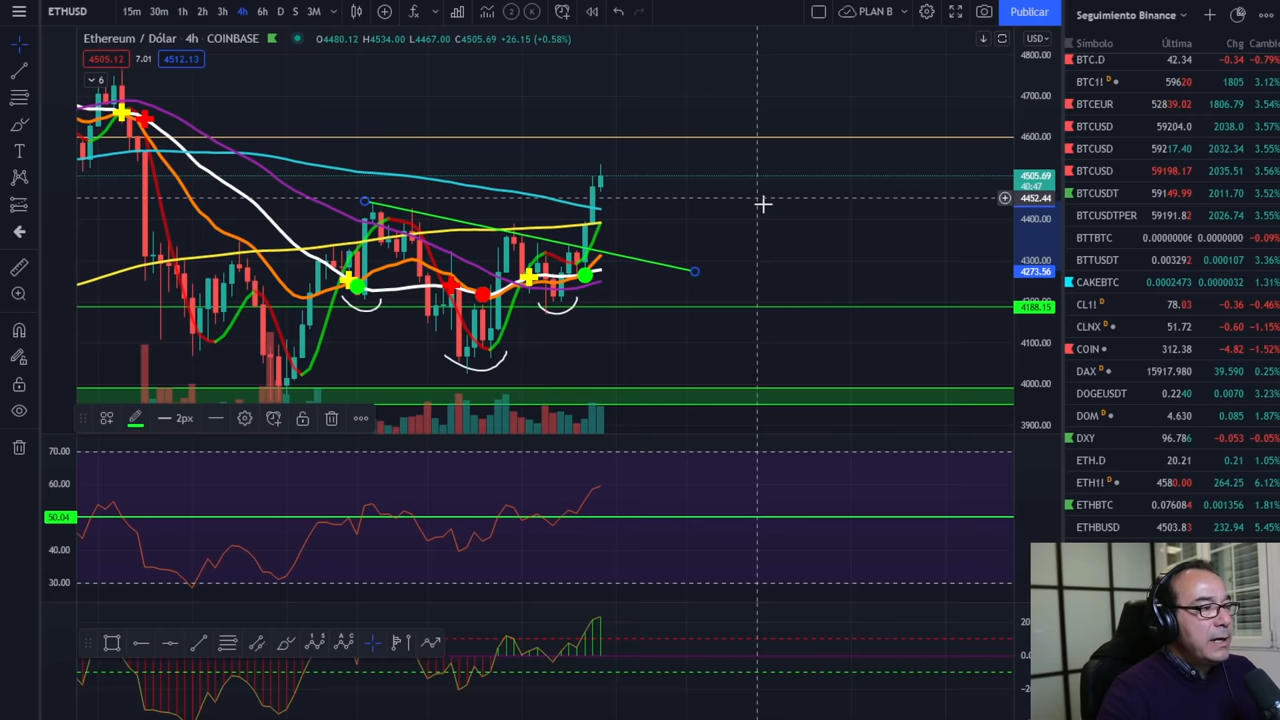 ETHUSD 15m 30m 1h 2h 3h 4h 6h D S 3M 2 K PLAN B Publicar
Seguimiento Binance
Ethereum / Dólar · 4h · COINBASE O4480.12 H4534.00 L4467.00 C4505.69 +26.15 (+0.58%)
4505.12 7.01 4512.13
6
USD
4800.00
4700.00
4600.00
4505.69
40:47
4452.44
4400.00
4300.00
4273.56
4188.15
4100.00
4000.00
3900.00
2px
70.00
60.00
50.04
40.00
30.00
Símbolo Última Chg Cambio
BTC.D 42.34 -0.34 -0.79%
BTC1! D 59620 1805 3.12%
BTCEUR 52839.02 1806.79 3.54%
BTCUSD 59204.0 2038.0 3.57%
BTCUSD 59217.40 2032.34 3.55%
BTCUSD 59198.17 2035.51 3.56%
BTCUSDT 59149.99 2011.70 3.52%
BTCUSDTPER 59191.82 2026.74 3.55%
BTTBTC 0.00000006 0.0000000 -0.09%
BTTUSD 0.003292 0.000107 3.36%
CAKEBTC 0.0002473 0.0000032 1.31%
CL1! D 78.03 -0.36 -0.46%
CLNX D 51.72 -0.60 -1.15%
COIN 312.38 -4.82 -1.52%
DAX D 15917.980 39.590 0.25%
DOGEUSDT 0.2240 0.0070 3.23%
DOM D 4.630 0.085 1.87%
DXY 96.786 -0.053 -0.05%
ETH.D 20.21 0.21 1.05%
ETH1! D 4580.00 264.25 6.12%
ETHBTC 0.076084 0.001356 1.81%
ETHBUSD 4503.83 232.94 5.45%